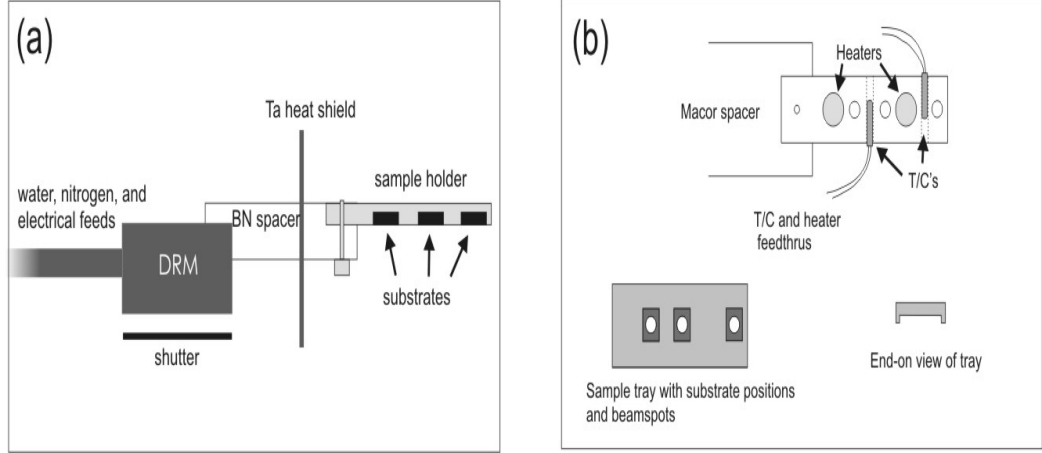 (a)
Ta heat shield
water, nitrogen, and
electrical feeds
BN spacer
sample holder
DRM
substrates
shutter
(b)
Heaters
Macor spacer
T/C's
T/C and heater
feedthrus
Sample tray with substrate positions
and beamspots
End-on view of tray